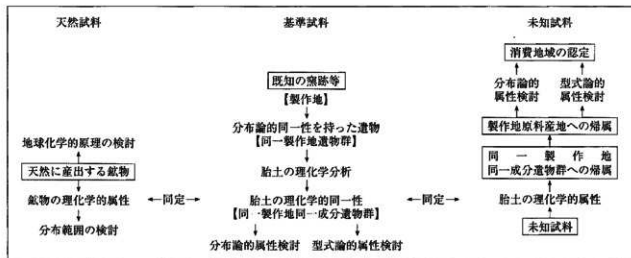 天然試料
基準試料
未知試料
地球化学的原理の検討
天然に産出する鉱物
鉱物の理化学的属性
分布範囲の検討
←同定→
既知の窯跡等
【製作地】
分布論的同一性を持った遺物
【同一製作地遺物群】
胎土の理化学分析
胎土の理化学的同一性
【同一製作地同一成分遺物群】
分布論的属性検討 型式論的属性検討
←同定→
消費地域の認定
分布論的 型式論的
属性検討 属性検討
製作地原料産地への帰属
同一製作地
同一成分遺物群への帰属
胎土の理化学的属性
未知試料